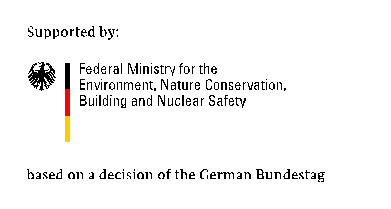 Supported by:
Federal Ministry for the
Environment, Nature Conservation,
Building and Nuclear Safety
based on a decision of the German Bundestag